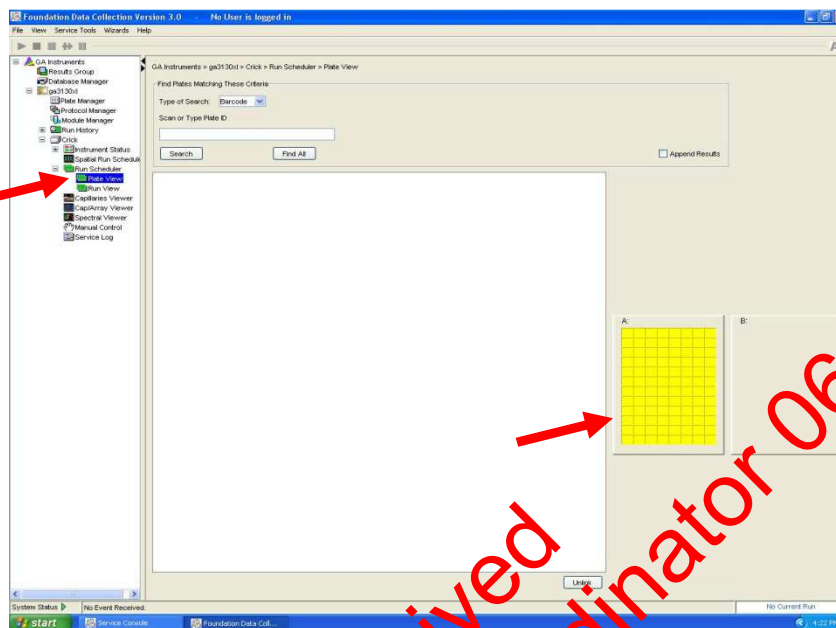 Foundation Data Collection Version 3.0 - No User is logged in
File View Service Tools Wizards Help
GA Instruments
Results Group
Database Manager
ga3130xl
Plate Manager
Protocol Manager
Module Manager
Run History
Crick
Instrument Status
Spatial Run Schedule
Run Scheduler
Plate View
Run View
Capillaries Viewer
Cap/Array Viewer
Spectral Viewer
Manual Control
Service Log
GA Instruments > ga3130xl > Crick > Run Scheduler > Plate View
Find Plates Matching These Criteria
Type of Search: Barcode
Scan or Type Plate ID
Search Find All Append Results
A: B:
Unlink
System Status No Event Received. No Current Run
start Service Console Foundation Data Coll... 4:22 PM